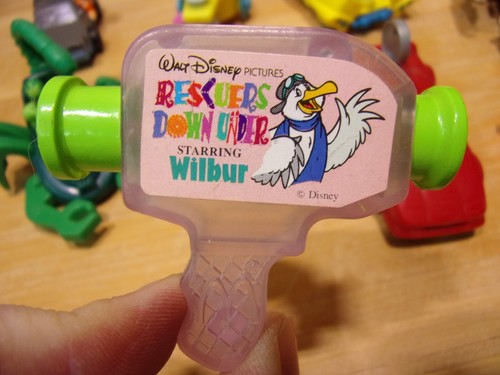 WALT DISNEY PICTURES
RESCUERS
DOWN UNDER
STARRING
Wilbur
© Disney